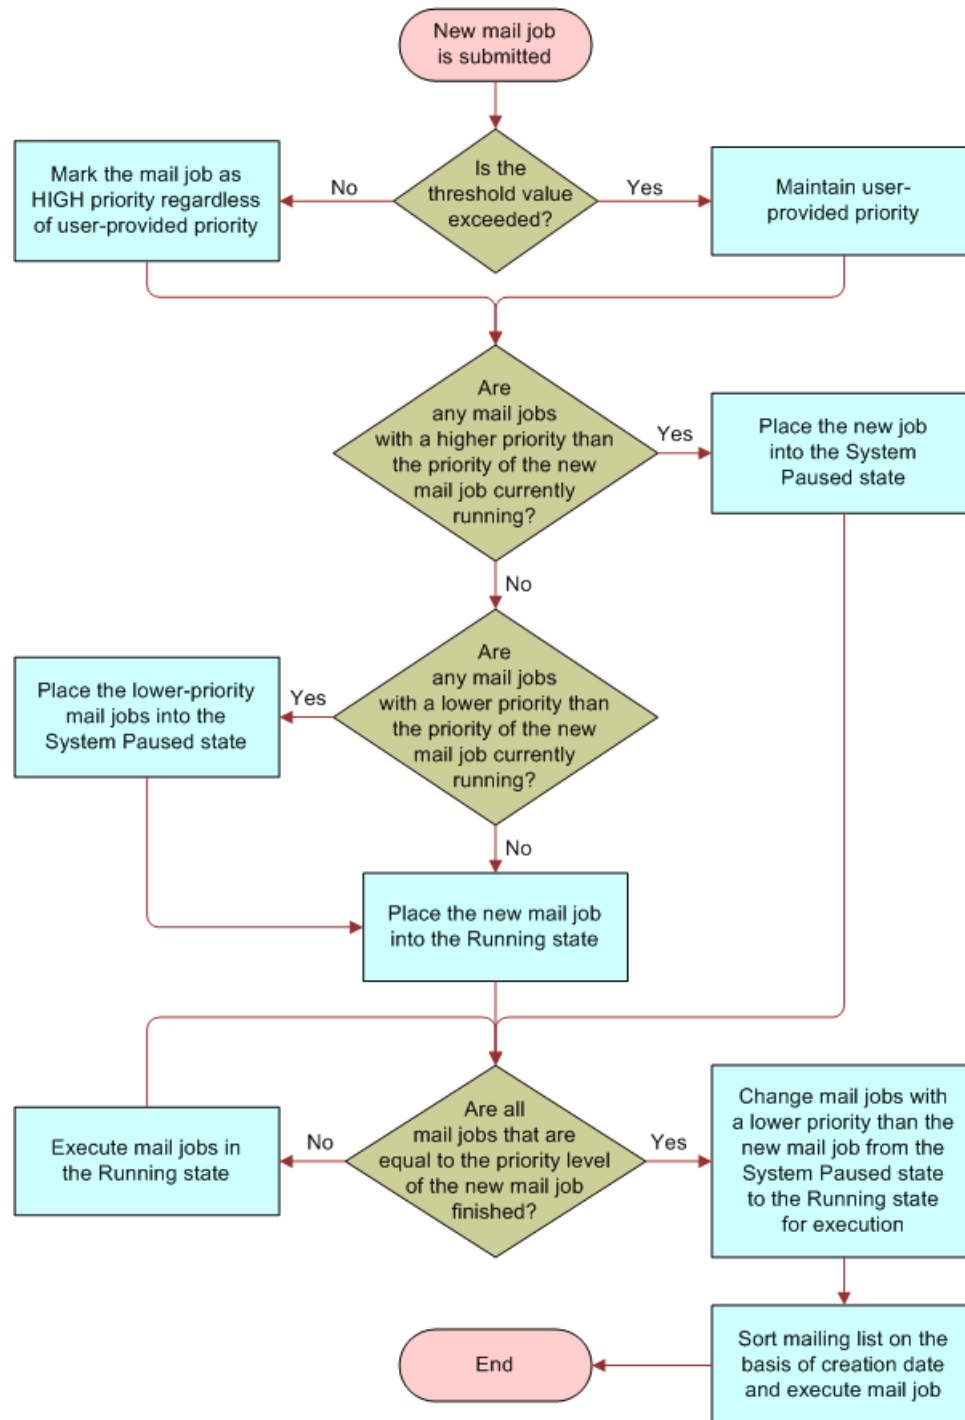 New mail job
is submitted
Is the
threshold value
exceeded?
No
Yes
Mark the mail job as
HIGH priority regardless
of user-provided priority
Maintain user-
provided priority
Are
any mail jobs
with a higher priority than
the priority of the new
mail job currently
running?
Yes
Place the new job
into the System
Paused state
No
Are
any mail jobs
with a lower priority than
the priority of the new
mail job currently
running?
Yes
Place the lower-priority
mail jobs into the
System Paused state
No
Place the new mail job
into the Running state
Are all
mail jobs that are
equal to the priority level
of the new mail job
finished?
No
Execute mail jobs in
the Running state
Yes
Change mail jobs with
a lower priority than the
new mail job from the
System Paused state
to the Running state
for execution
Sort mailing list on the
basis of creation date
and execute mail job
End